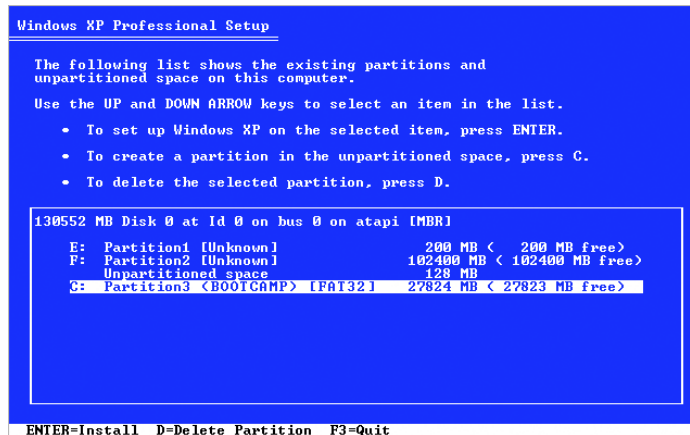 Windows XP Professional Setup
The following list shows the existing partitions and
unpartitioned space on this computer.
Use the UP and DOWN ARROW keys to select an item in the list.
• To set up Windows XP on the selected item, press ENTER.
• To create a partition in the unpartitioned space, press C.
• To delete the selected partition, press D.
130552 MB Disk 0 at Id 0 on bus 0 on atapi [MBR]
E: Partition1 [Unknown] 200 MB ( 200 MB free)
F: Partition2 [Unknown] 102400 MB ( 102400 MB free)
Unpartitioned space 128 MB
C: Partition3 (BOOTCAMP) [FAT32] 27824 MB ( 27823 MB free)
ENTER=Install D=Delete Partition F3=Quit